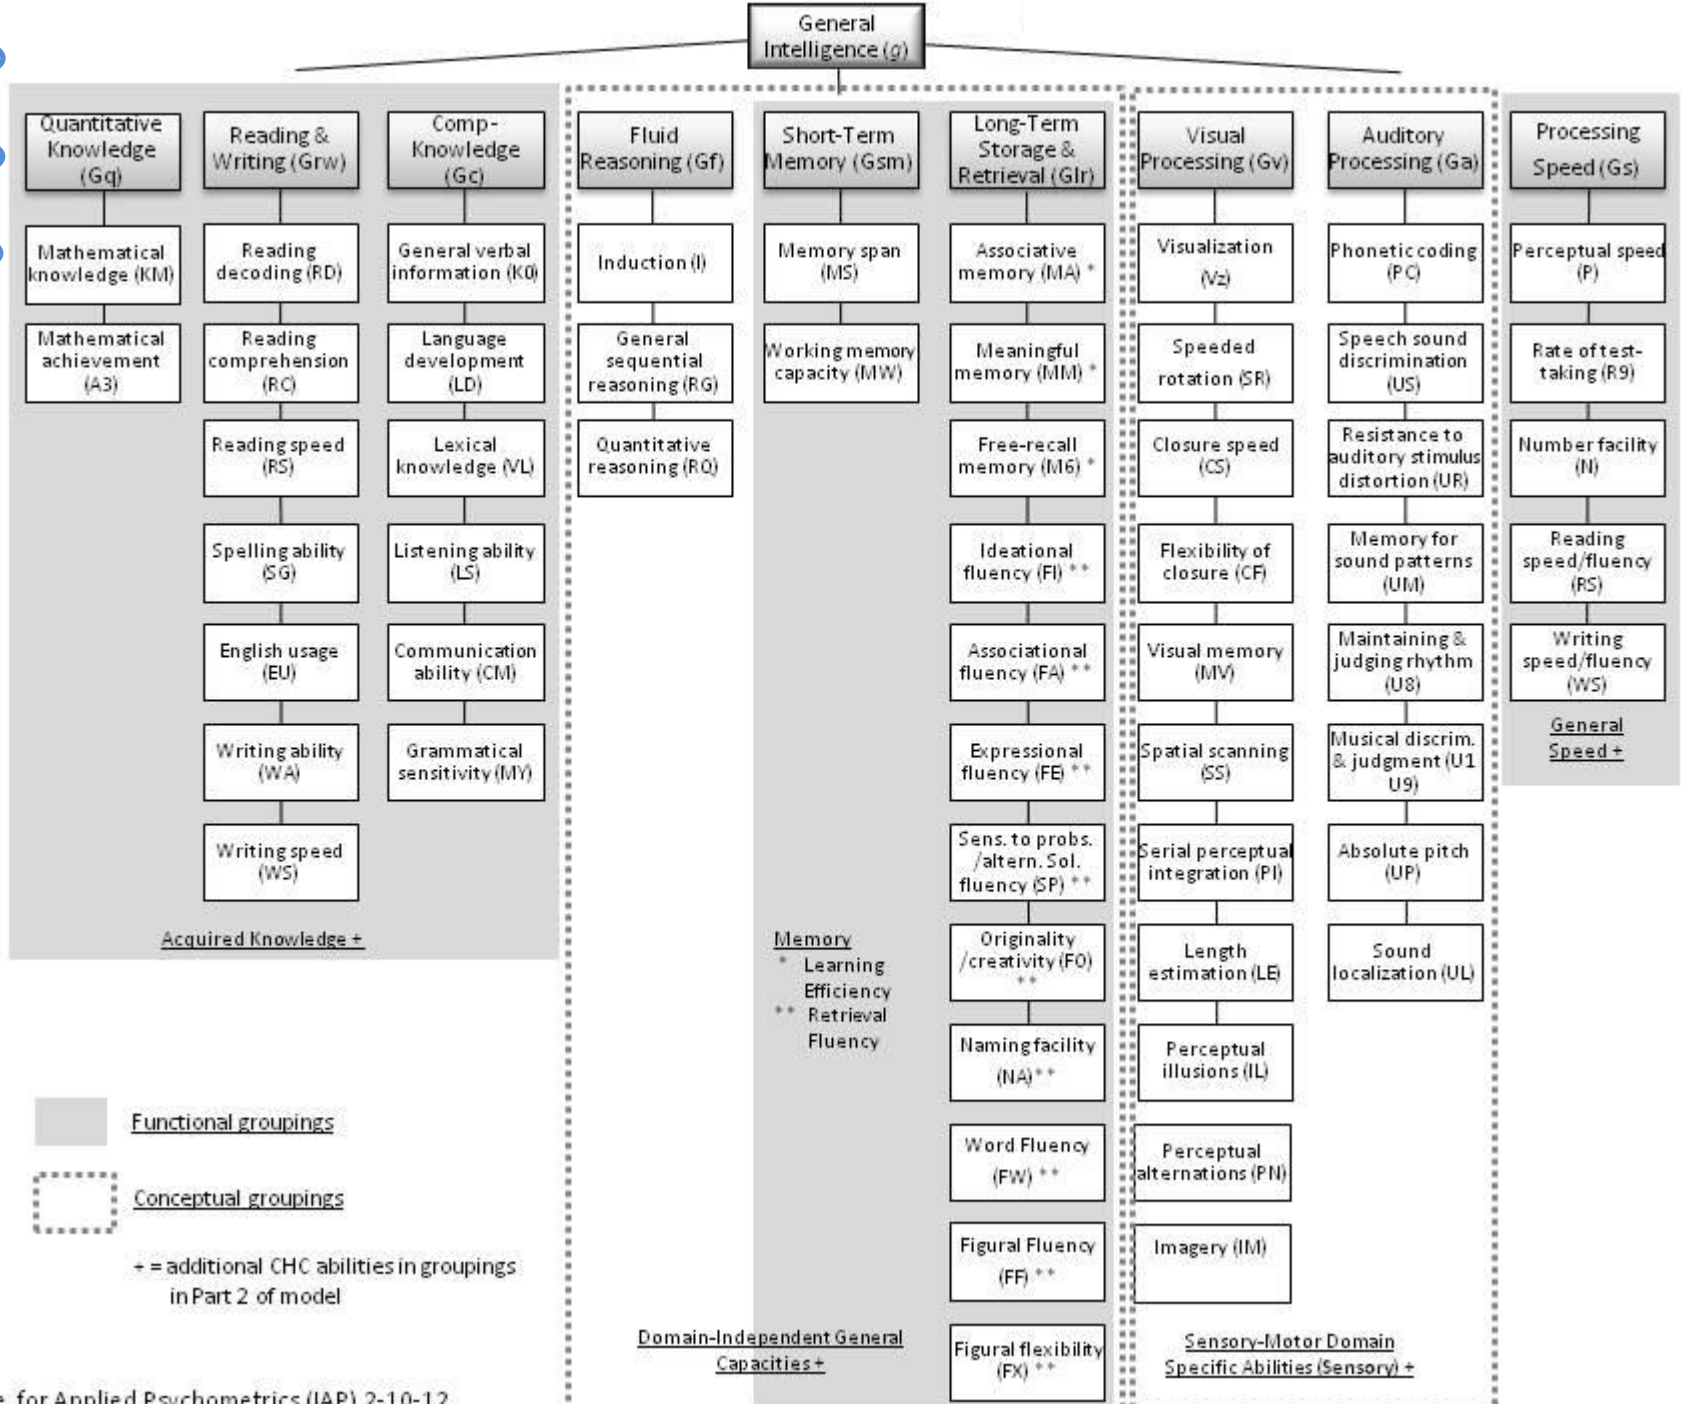 General
Intelligence (g)
Quantitative
Knowledge
(Gq)
Mathematical
knowledge (KM)
Mathematical
achievement
(A3)
Reading &
Writing (Grw)
Reading
decoding (RD)
Reading
comprehension
(RC)
Reading speed
(RS)
Spelling ability
(SG)
English usage
(EU)
Writing ability
(WA)
Writing speed
(WS)
Comp-
Knowledge
(Gc)
General verbal
information (K0)
Language
development
(LD)
Lexical
knowledge (VL)
Listening ability
(LS)
Communication
ability (CM)
Grammatical
sensitivity (MY)
Acquired Knowledge +
Fluid
Reasoning (Gf)
Induction (I)
General
sequential
reasoning (RG)
Quantitative
reasoning (RQ)
Short-Term
Memory (Gsm)
Memory span
(MS)
Working memory
capacity (MW)
Memory
* Learning
Efficiency
** Retrieval
Fluency
Long-Term
Storage &
Retrieval (Glr)
Associative
memory (MA) *
Meaningful
memory (MM) *
Free-recall
memory (M6) *
Ideational
fluency (FI) **
Associational
fluency (FA) **
Expressional
fluency (FE) **
Sens. to probs.
/altern. Sol.
fluency (SP) **
Originality
/creativity (FO)
**
Naming facility
(NA)**
Word Fluency
(FW) **
Figural Fluency
(FF) **
Figural flexibility
(FX) **
Domain-Independent General
Capacities +
Visual
Processing (Gv)
Visualization
(Vz)
Speeded
rotation (SR)
Closure speed
(CS)
Flexibility of
closure (CF)
Visual memory
(MV)
Spatial scanning
(SS)
Serial perceptual
integration (PI)
Length
estimation (LE)
Perceptual
illusions (IL)
Perceptual
alternations (PN)
Imagery (IM)
Auditory
Processing (Ga)
Phonetic coding
(PC)
Speech sound
discrimination
(US)
Resistance to
auditory stimulus
distortion (UR)
Memory for
sound patterns
(UM)
Maintaining &
judging rhythm
(U8)
Musical discrim.
& judgment (U1
U9)
Absolute pitch
(UP)
Sound
localization (UL)
Sensory-Motor Domain
Specific Abilities (Sensory) +
Processing
Speed (Gs)
Perceptual speed
(P)
Rate of test-
taking (R9)
Number facility
(N)
Reading
speed/fluency
(RS)
Writing
speed/fluency
(WS)
General
Speed +
Functional groupings
Conceptual groupings
+ = additional CHC abilities in groupings
in Part 2 of model
for Applied Psychometrics (IAP) 2-10-12